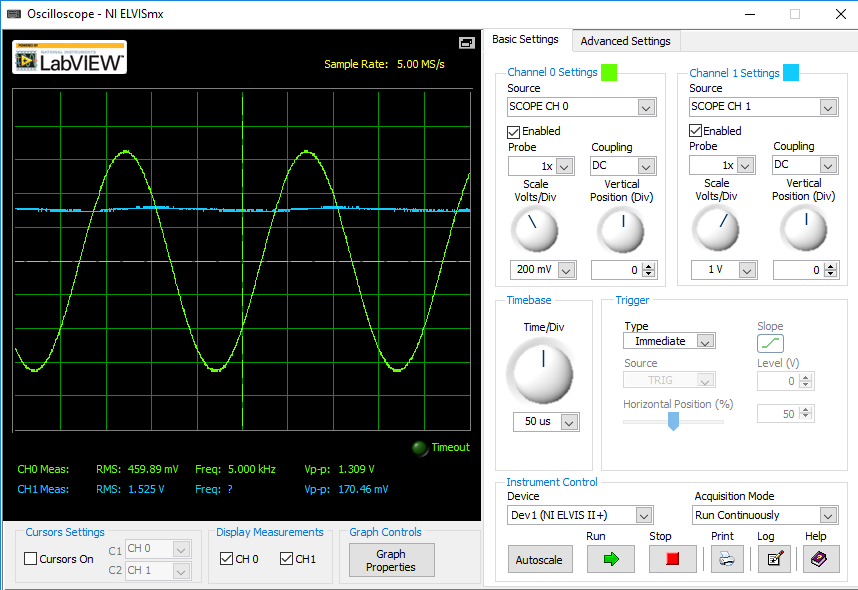 Oscilloscope - NI ELVISmx
POWERED BY NATIONAL INSTRUMENTS
LabVIEW™
Sample Rate: 5.00 MS/s
Timeout
CH0 Meas: RMS: 459.89 mV Freq: 5.000 kHz Vp-p: 1.309 V
CH1 Meas: RMS: 1.525 V Freq: ? Vp-p: 170.46 mV
Cursors Settings
Cursors On
C1 CH 0
C2 CH 1
Display Measurements
CH 0 CH1
Graph Controls
Graph
Properties
Basic Settings Advanced Settings
Channel 0 Settings
Source
SCOPE CH 0
Enabled
Probe Coupling
1x DC
Scale Vertical
Volts/Div Position (Div)
200 mV 0
Channel 1 Settings
Source
SCOPE CH 1
Enabled
Probe Coupling
1x DC
Scale Vertical
Volts/Div Position (Div)
1 V 0
Timebase
Time/Div
50 us
Trigger
Type Slope
Immediate
Source Level (V)
TRIG 0
Horizontal Position (%)
50
Instrument Control
Device Acquisition Mode
Dev1 (NI ELVIS II+) Run Continuously
Run Stop Print Log Help
Autoscale